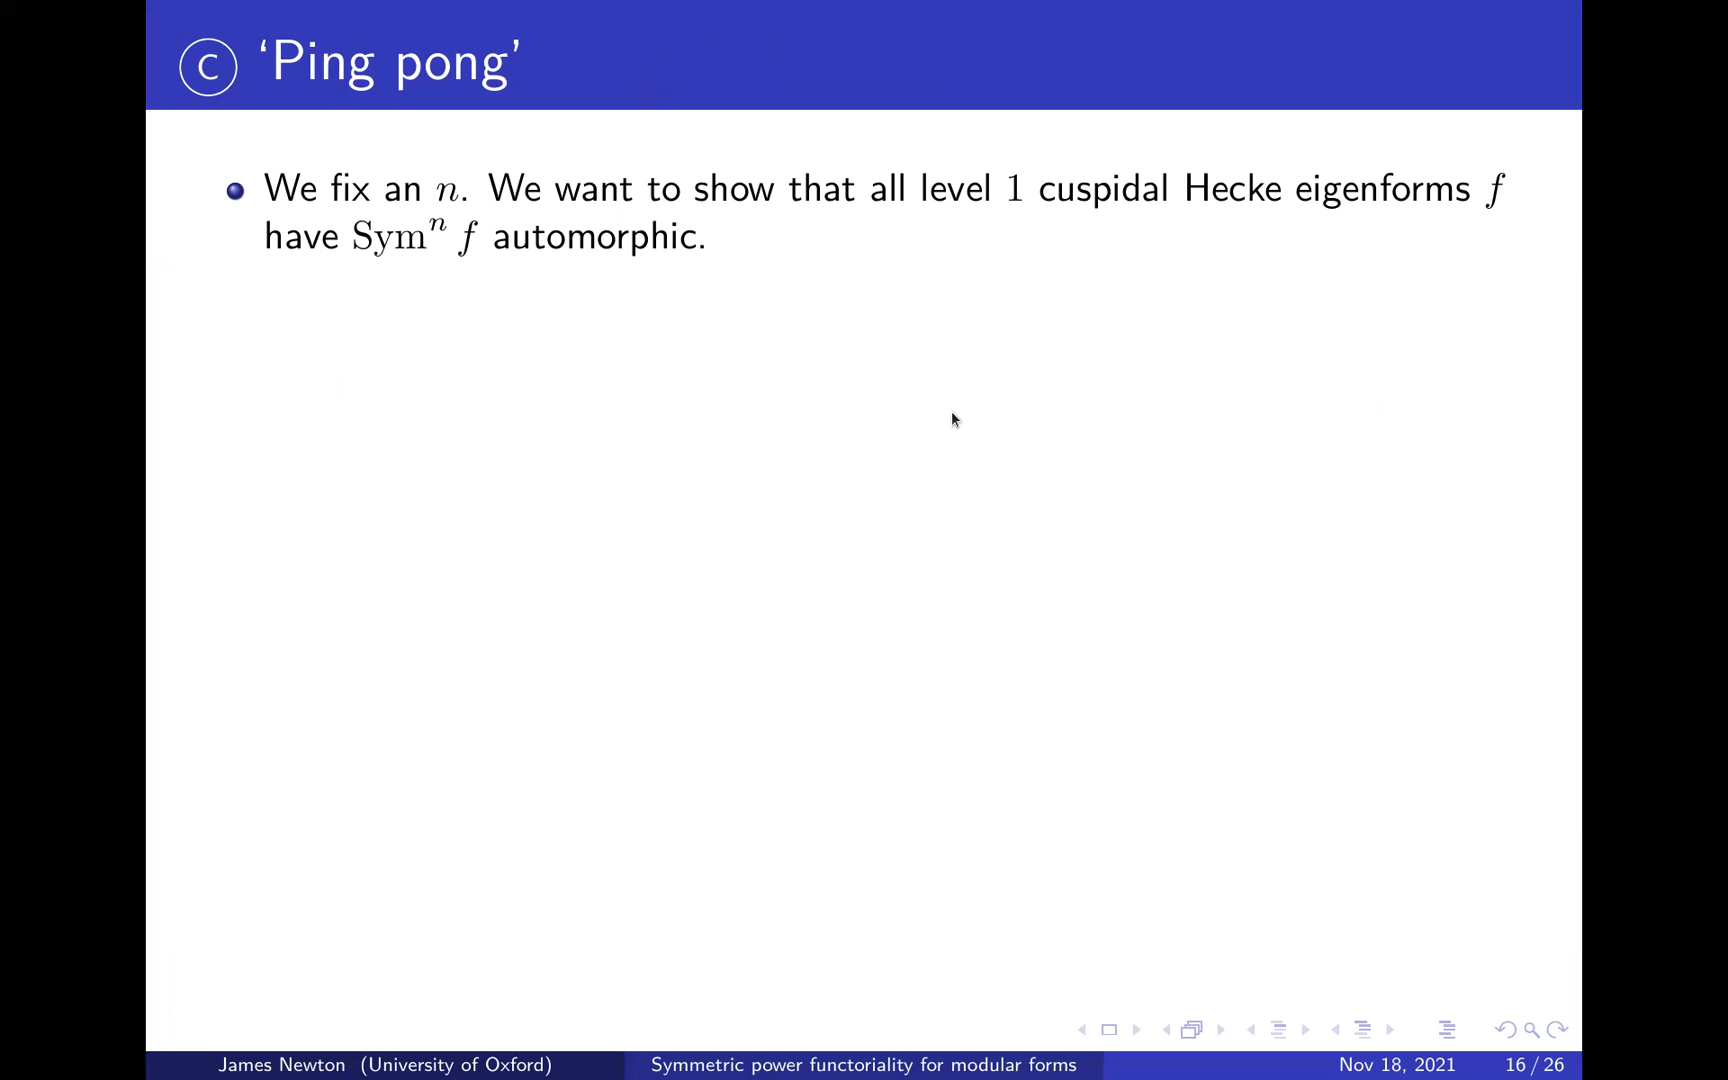 C ‘Ping pong’
We fix an n. We want to show that all level 1 cuspidal Hecke eigenforms f
have Symⁿ f automorphic.
James Newton (University of Oxford) Symmetric power functoriality for modular forms Nov 18, 2021 16 / 26